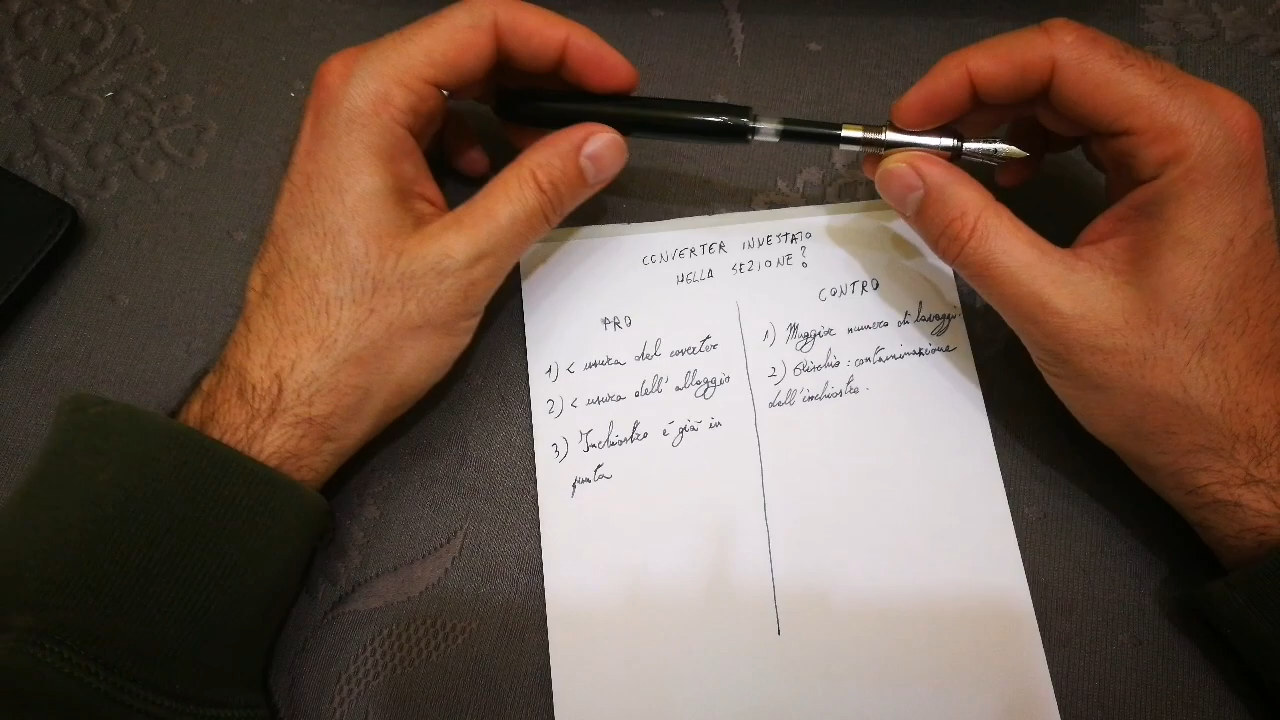 CONVERTER INNESTATO
NELLA SEZIONE?
PRO
1) < usura del coverter
2) < usura dell'alloggio
3) Inchiostro è già in
punta
CONTRO
1) Maggior numero di lavaggi.
2) Rischio: contaminazione
dell'inchiostro.